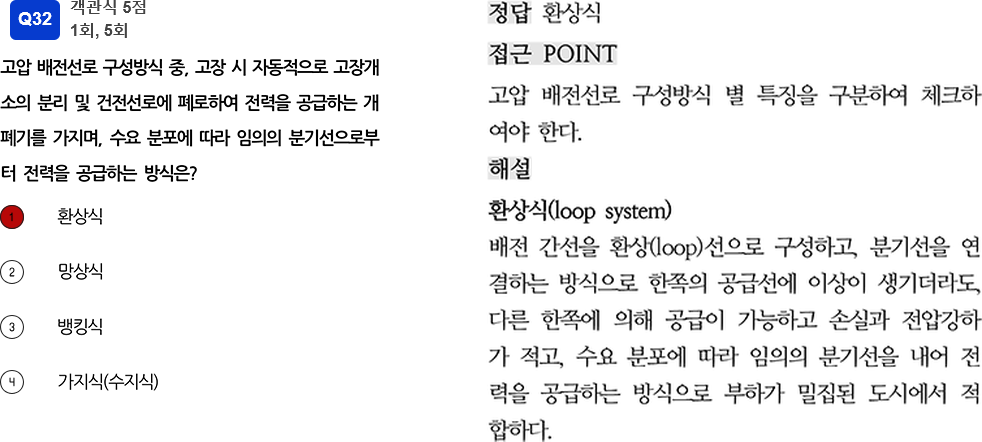 Q32
객관식 5점
1회, 5회
고압 배전선로 구성방식 중, 고장 시 자동적으로 고장개
소의 분리 및 건전선로에 폐로하여 전력을 공급하는 개
폐기를 가지며, 수요 분포에 따라 임의의 분기선으로부
터 전력을 공급하는 방식은?
1 환상식
2 망상식
3 뱅킹식
4 가지식(수지식)
정답 환상식
접근 POINT
고압 배전선로 구성방식 별 특징을 구분하여 체크하
여야 한다.
해설
환상식(loop system)
배전 간선을 환상(loop)선으로 구성하고, 분기선을 연
결하는 방식으로 한쪽의 공급선에 이상이 생기더라도,
다른 한쪽에 의해 공급이 가능하고 손실과 전압강하
가 적고, 수요 분포에 따라 임의의 분기선을 내어 전
력을 공급하는 방식으로 부하가 밀집된 도시에서 적
합하다.